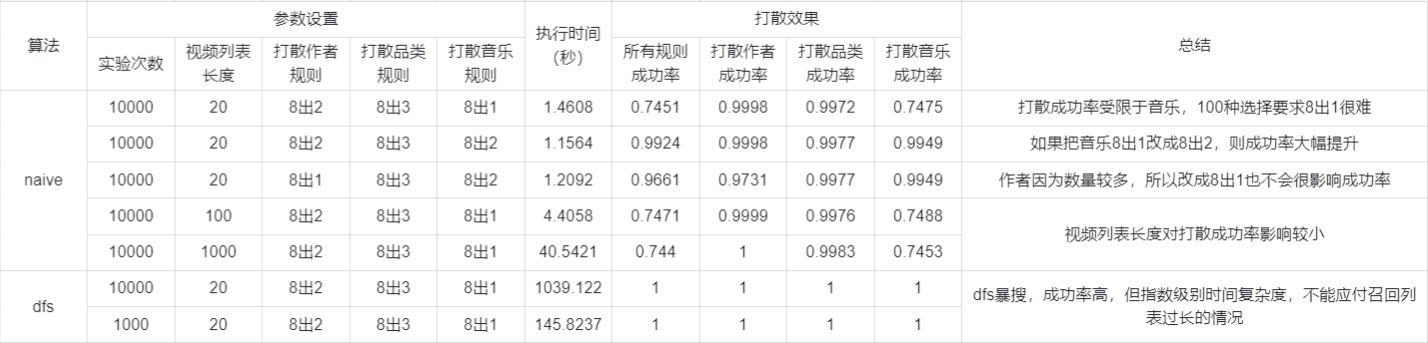 算法 参数设置 执行时间（秒） 打散效果 总结
实验次数 视频列表长度 打散作者规则 打散品类规则 打散音乐规则 所有规则成功率 打散作者成功率 打散品类成功率 打散音乐成功率
naive 10000 20 8出2 8出3 8出1 1.4608 0.7451 0.9998 0.9972 0.7475 打散成功率受限于音乐，100种选择要求8出1很难
10000 20 8出2 8出3 8出2 1.1564 0.9924 0.9998 0.9977 0.9949 如果把音乐8出1改成8出2，则成功率大幅提升
10000 20 8出1 8出3 8出2 1.2092 0.9661 0.9731 0.9977 0.9949 作者因为数量较多，所以改成8出1也不会很影响成功率
10000 100 8出2 8出3 8出1 4.4058 0.7471 0.9999 0.9976 0.7488 视频列表长度对打散成功率影响较小
10000 1000 8出2 8出3 8出1 40.5421 0.744 1 0.9983 0.7453
dfs 10000 20 8出2 8出3 8出1 1039.122 1 1 1 1 dfs暴搜，成功率高，但指数级别时间复杂度，不能应付召回列表过长的情况
1000 20 8出2 8出3 8出1 145.8237 1 1 1 1